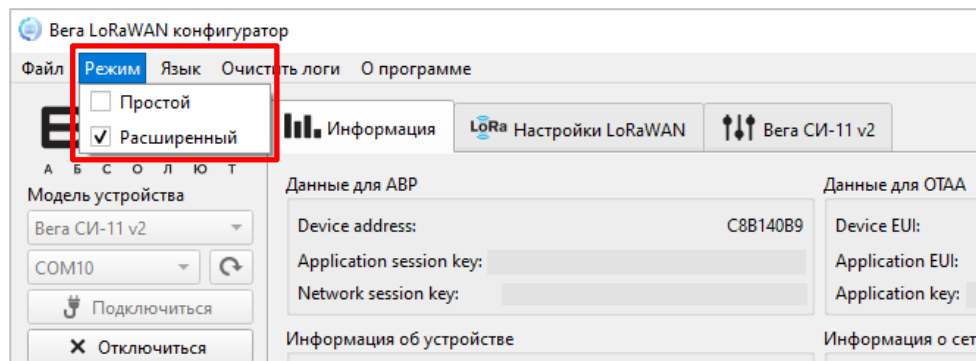 Вега LoRaWAN конфигуратор
Файл Режим Язык Очистить логи О программе
Простой
Расширенный
А Б С О Л Ю Т
Информация
LoRa Настройки LoRaWAN
Вега СИ-11 v2
Модель устройства
Вега СИ-11 v2
COM10
Подключиться
Отключиться
Данные для ABP
Device address: C8B140B9
Application session key:
Network session key:
Информация об устройстве
Данные для OTAA
Device EUI:
Application EUI:
Application key:
Информация о сет